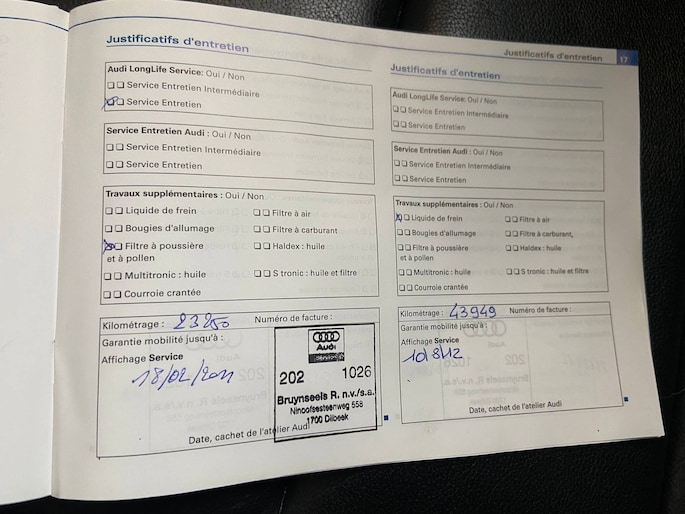 Justificatifs d'entretien
Audi LongLife Service: Oui / Non
Service Entretien Intermédiaire
Service Entretien
Service Entretien Audi : Oui / Non
Service Entretien Intermédiaire
Service Entretien
Travaux supplémentaires : Oui / Non
Liquide de frein Filtre à air
Bougies d'allumage Filtre à carburant
Filtre à poussière Haldex : huile
et à pollen
Multitronic : huile S tronic : huile et filtre
Courroie crantée
Kilométrage : 23250 Numéro de facture :
Garantie mobilité jusqu'à :
Affichage Service
18/02/2011
Audi
Service
202 1026
Bruynseels R. n.v./s.a.
Ninoofsesteenweg 558
1700 Dilbeek
Date, cachet de l'atelier Audi
Justificatifs d'entretien 17
Justificatifs d'entretien
Audi LongLife Service: Oui / Non
Service Entretien Intermédiaire
Service Entretien
Service Entretien Audi : Oui / Non
Service Entretien Intermédiaire
Service Entretien
Travaux supplémentaires : Oui / Non
Liquide de frein Filtre à air
Bougies d'allumage Filtre à carburant,
Filtre à poussière Haldex : huile
et à pollen
Multitronic : huile S tronic : huile et filtre
Courroie crantée
Kilométrage : 43949 Numéro de facture :
Garantie mobilité jusqu'à :
Affichage Service
Date, cachet de l'atelier Audi